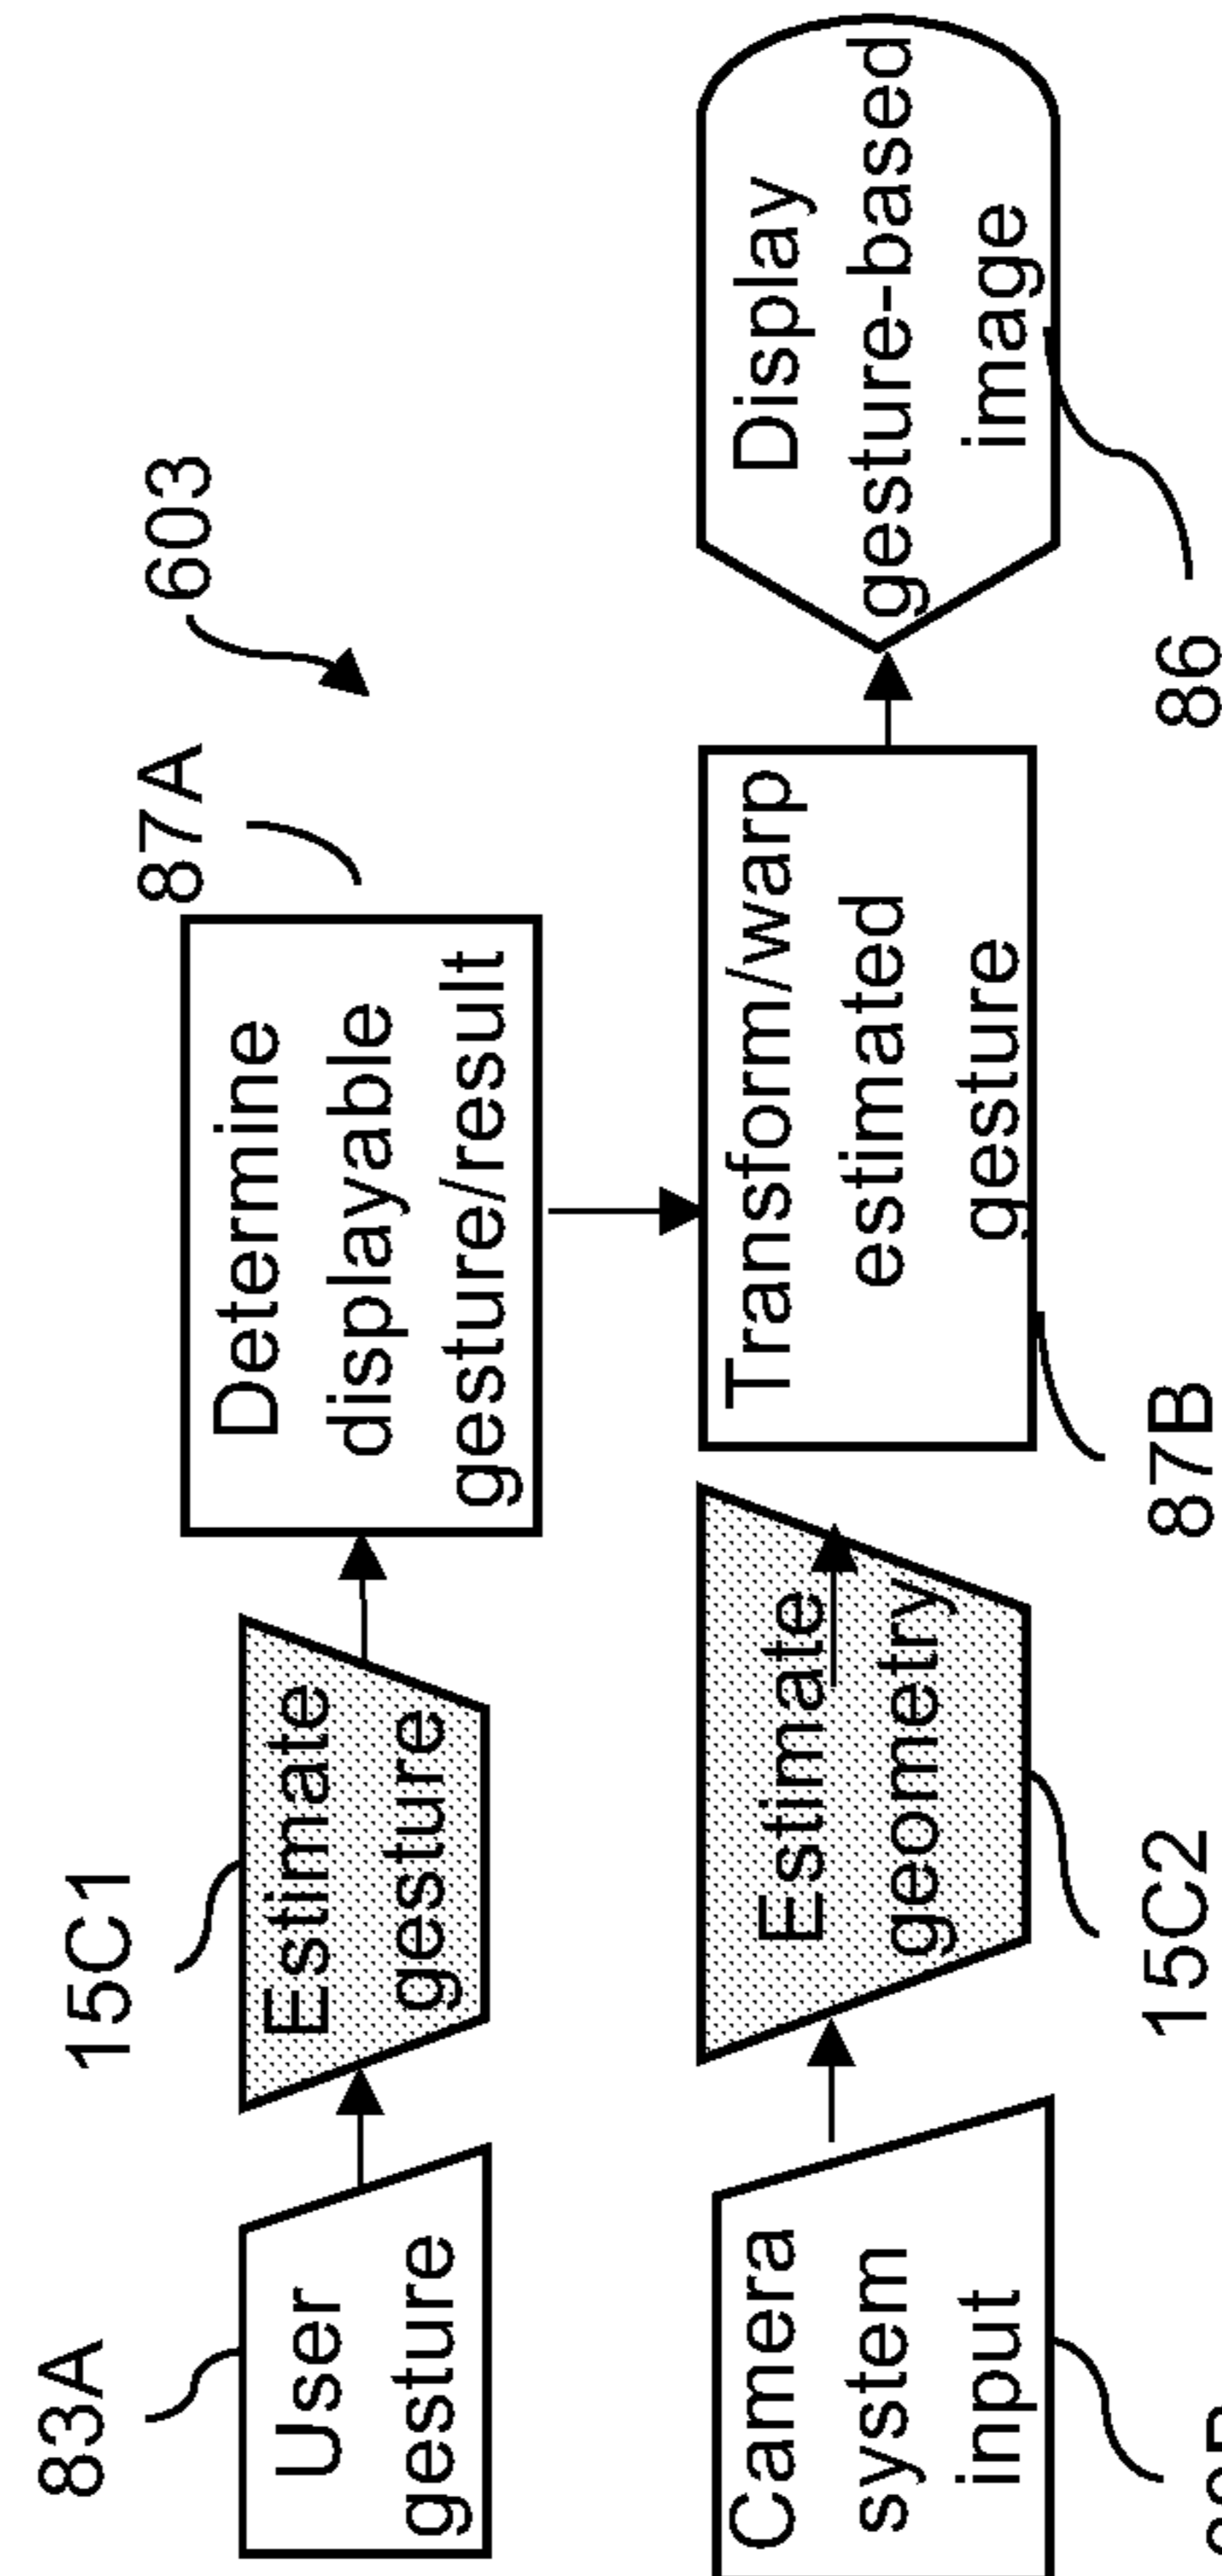 603
83A
15C1
87A
User
gesture
Estimate
gesture
Determine
displayable
gesture/result
Camera
system
input
Estimate
geometry
Transform/warp
estimated
gesture
Display
gesture-based
image
15C2
87B
86